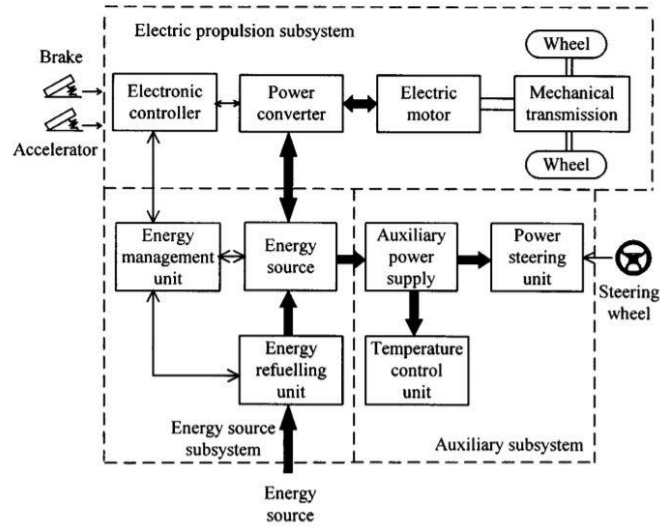 Electric propulsion subsystem
Wheel
Brake
Electronic
controller
Power
converter
Electric
motor
Mechanical
transmission
Accelerator
Wheel
Energy
management
unit
Energy
source
Auxiliary
power
supply
Power
steering
unit
Steering
wheel
Energy
refuelling
unit
Temperature
control
unit
Energy source
subsystem
Auxiliary subsystem
Energy
source